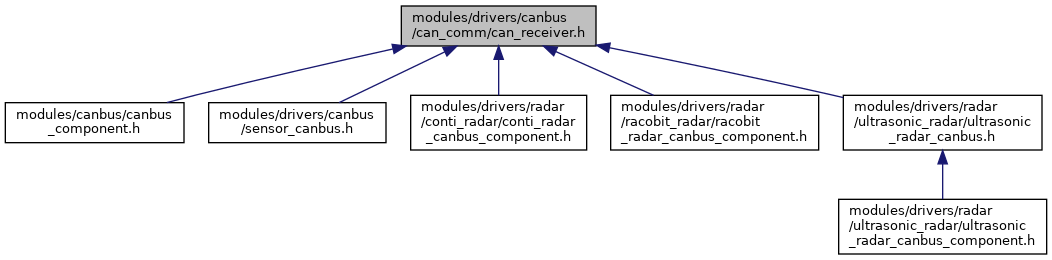 modules/drivers/canbus
/can_comm/can_receiver.h
modules/canbus/canbus
_component.h
modules/drivers/canbus
/sensor_canbus.h
modules/drivers/radar
/conti_radar/conti_radar
_canbus_component.h
modules/drivers/radar
/racobit_radar/racobit
_radar_canbus_component.h
modules/drivers/radar
/ultrasonic_radar/ultrasonic
_radar_canbus.h
modules/drivers/radar
/ultrasonic_radar/ultrasonic
_radar_canbus_component.h